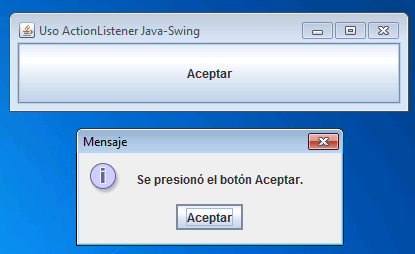 Uso ActionListener Java-Swing
Aceptar
Mensaje
Se presionó el botón Aceptar.
Aceptar